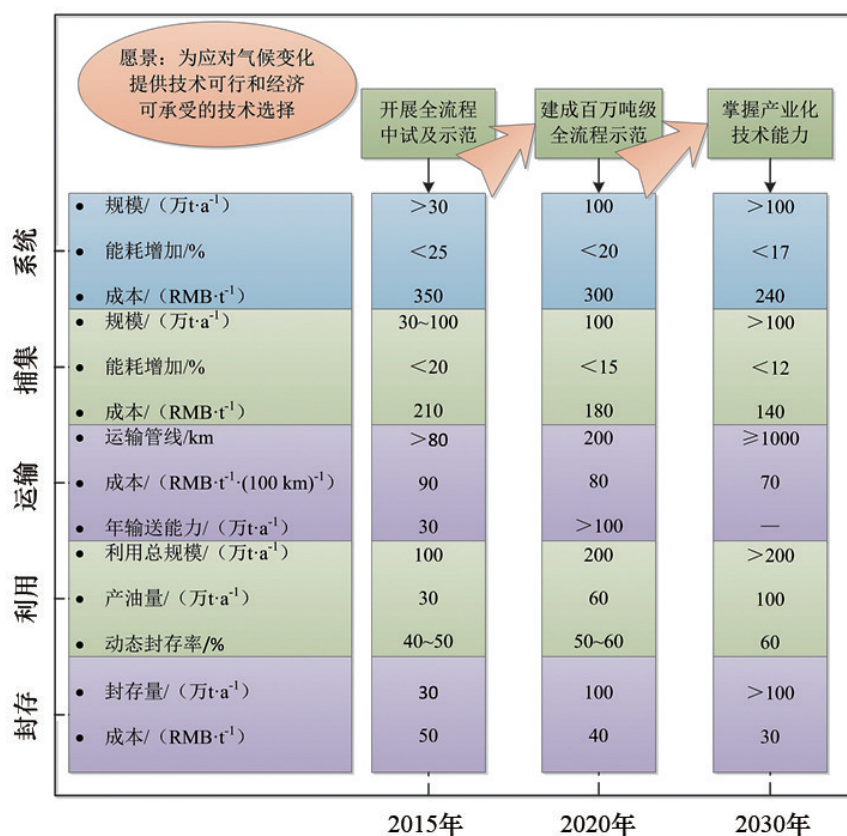 愿景：为应对气候变化
提供技术可行和经济
可承受的技术选择
开展全流程
中试及示范
建成百万吨级
全流程示范
掌握产业化
技术能力
系统
• 规模/（万t·a⁻¹） >30 100 >100
• 能耗增加/% <25 <20 <17
• 成本/（RMB·t⁻¹） 350 300 240
捕集
• 规模/（万t·a⁻¹） 30~100 100 >100
• 能耗增加/% <20 <15 <12
• 成本/（RMB·t⁻¹） 210 180 140
运输
• 运输管线/km >80 200 ≥1000
• 成本/（RMB·t⁻¹·(100 km)⁻¹） 90 80 70
• 年输送能力/（万t·a⁻¹） 30 >100 —
利用
• 利用总规模/（万t·a⁻¹） 100 200 >200
• 产油量/（万t·a⁻¹） 30 60 100
• 动态封存率/% 40~50 50~60 60
封存
• 封存量/（万t·a⁻¹） 30 100 >100
• 成本/（RMB·t⁻¹） 50 40 30
2015年 2020年 2030年